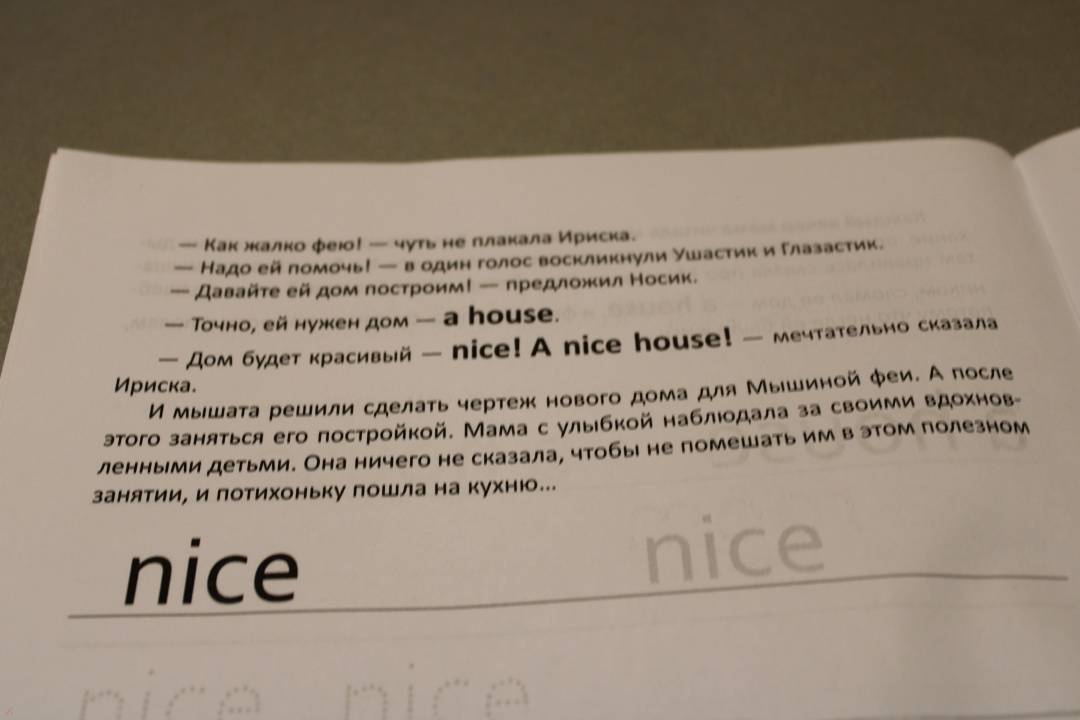 — Как жалко фею! — чуть не плакала Ириска.
— Надо ей помочь! — в один голос воскликнули Ушастик и Глазастик.
— Давайте ей дом построим! — предложил Носик.
— Точно, ей нужен дом — a house.
— Дом будет красивый — nice! A nice house! — мечтательно сказала
Ириска.
И мышата решили сделать чертеж нового дома для Мышиной феи. А после
этого заняться его постройкой. Мама с улыбкой наблюдала за своими вдохнов-
ленными детьми. Она ничего не сказала, чтобы не помешать им в этом полезном
занятии, и потихоньку пошла на кухню...
nice nice
nice nice